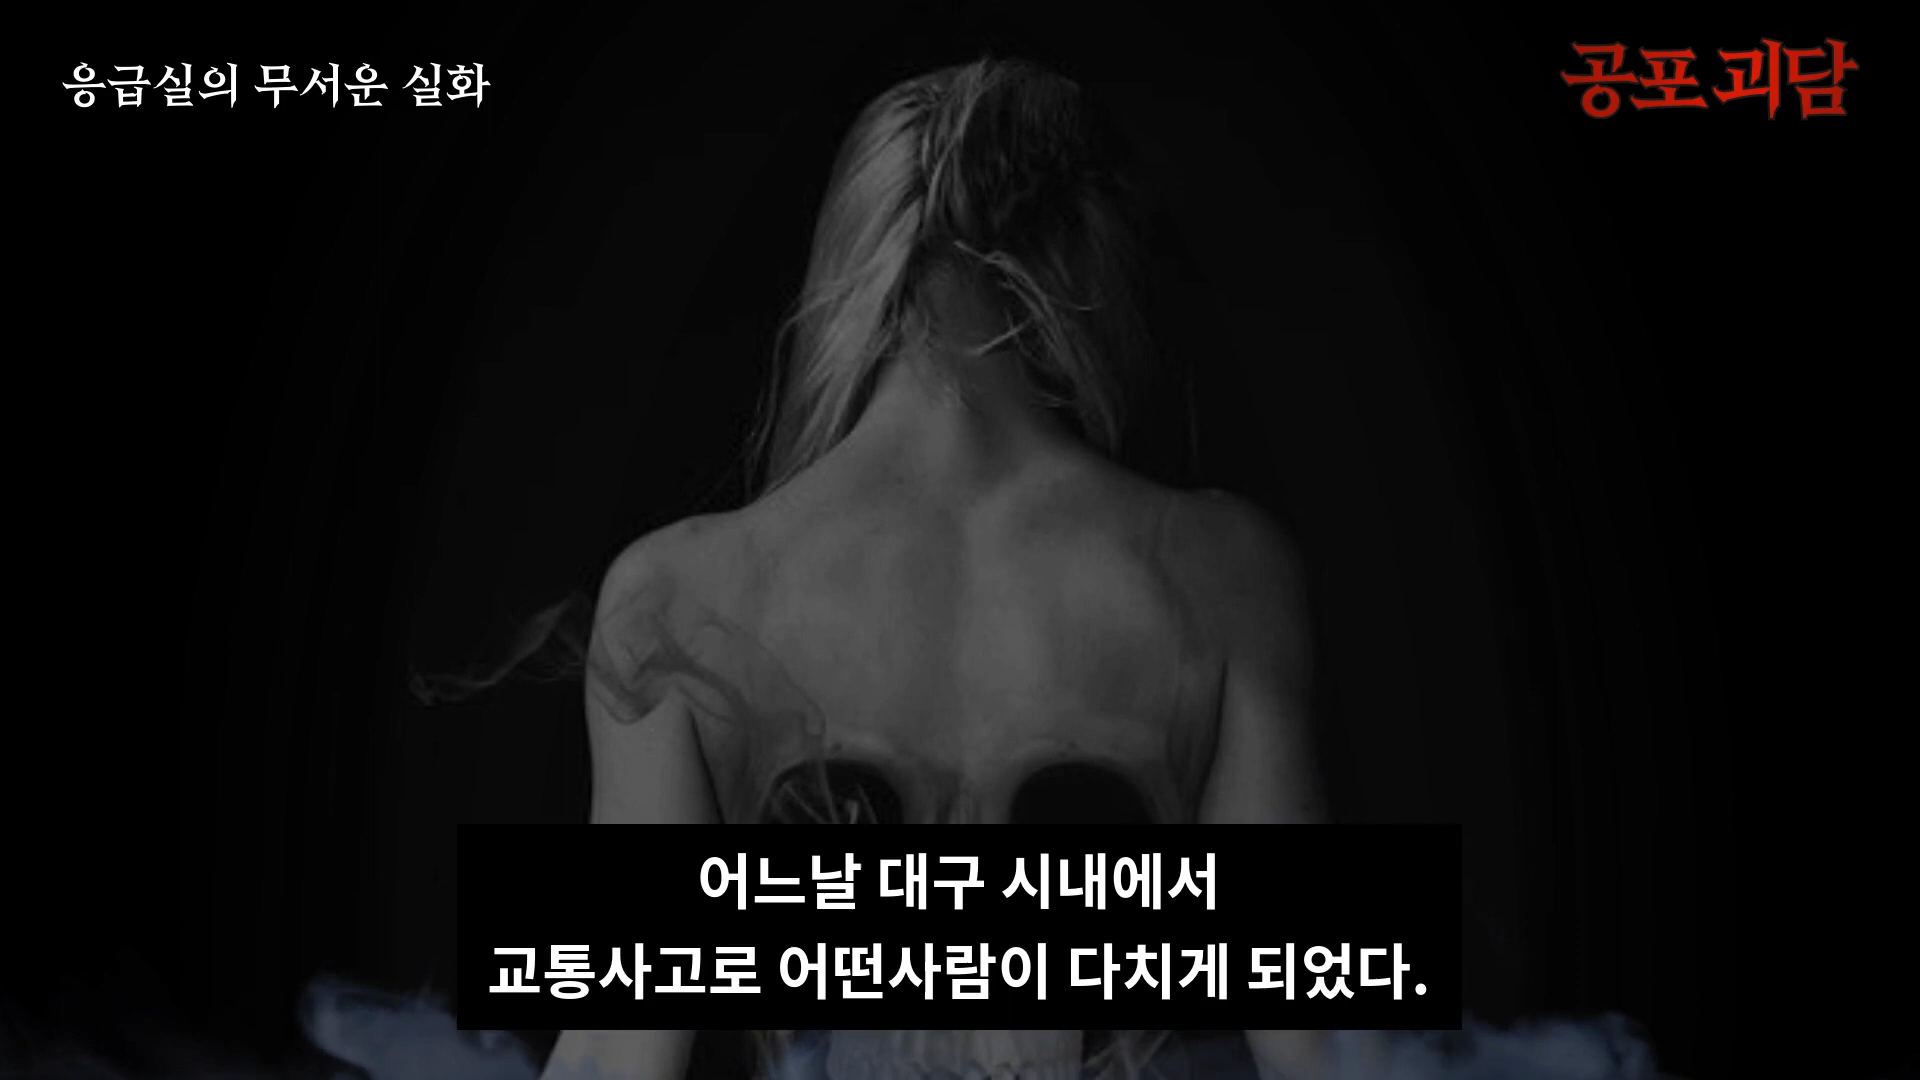 응급실의 무서운 실화
공포 괴담
어느날 대구 시내에서
교통사고로 어떤사람이 다치게 되었다.